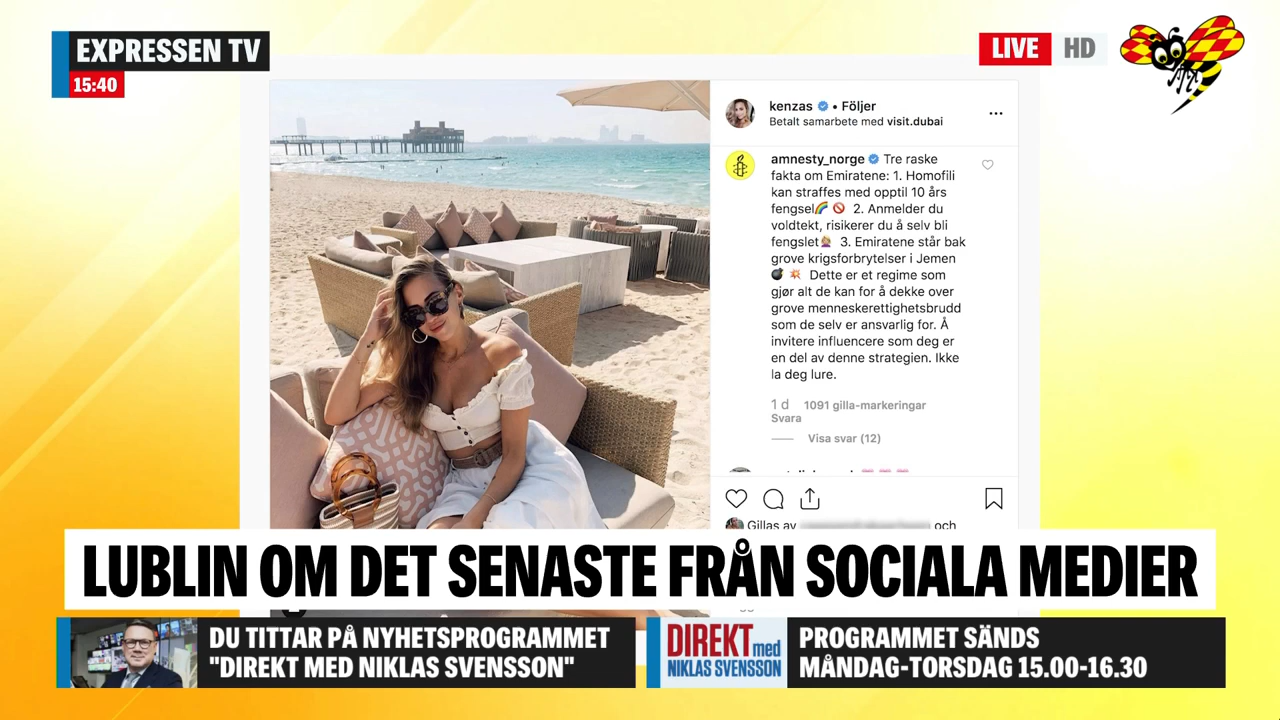 EXPRESSEN TV
15:40
LIVE HD
kenzas • Följer
Betalt samarbete med visit.dubai
amnesty_norge Tre raske
fakta om Emiratene: 1. Homofili
kan straffes med opptil 10 års
fengsel🌈 🚫 2. Anmelder du
voldtekt, risikerer du å selv bli
fengslet🤷‍♀️ 3. Emiratene står bak
grove krigsforbrytelser i Jemen
💣 💥 Dette er et regime som
gjør alt de kan for å dekke over
grove menneskerettighetsbrudd
som de selv er ansvarlig for. Å
invitere influencere som deg er
en del av denne strategien. Ikke
la deg lure.
1 d 1091 gilla-markeringar
Svara
Visa svar (12)
Gillas av och
LUBLIN OM DET SENASTE FRÅN SOCIALA MEDIER
DU TITTAR PÅ NYHETSPROGRAMMET
"DIREKT MED NIKLAS SVENSSON"
DIREKT med
NIKLAS SVENSSON
PROGRAMMET SÄNDS
MÅNDAG-TORSDAG 15.00-16.30